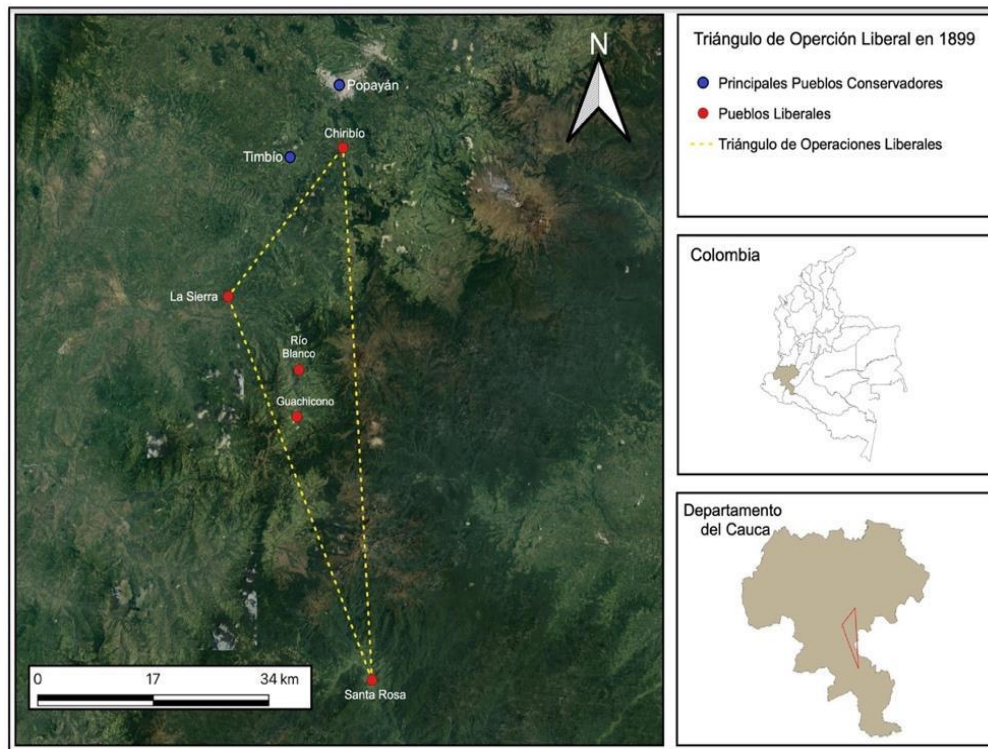 N
Popayán
Chiribío
Timbío
La Sierra
Río
Blanco
Guachicono
Santa Rosa
0 17 34 km
Triángulo de Operción Liberal en 1899
Principales Pueblos Conservadores
Pueblos Liberales
Triángulo de Operaciones Liberales
Colombia
Departamento
del Cauca